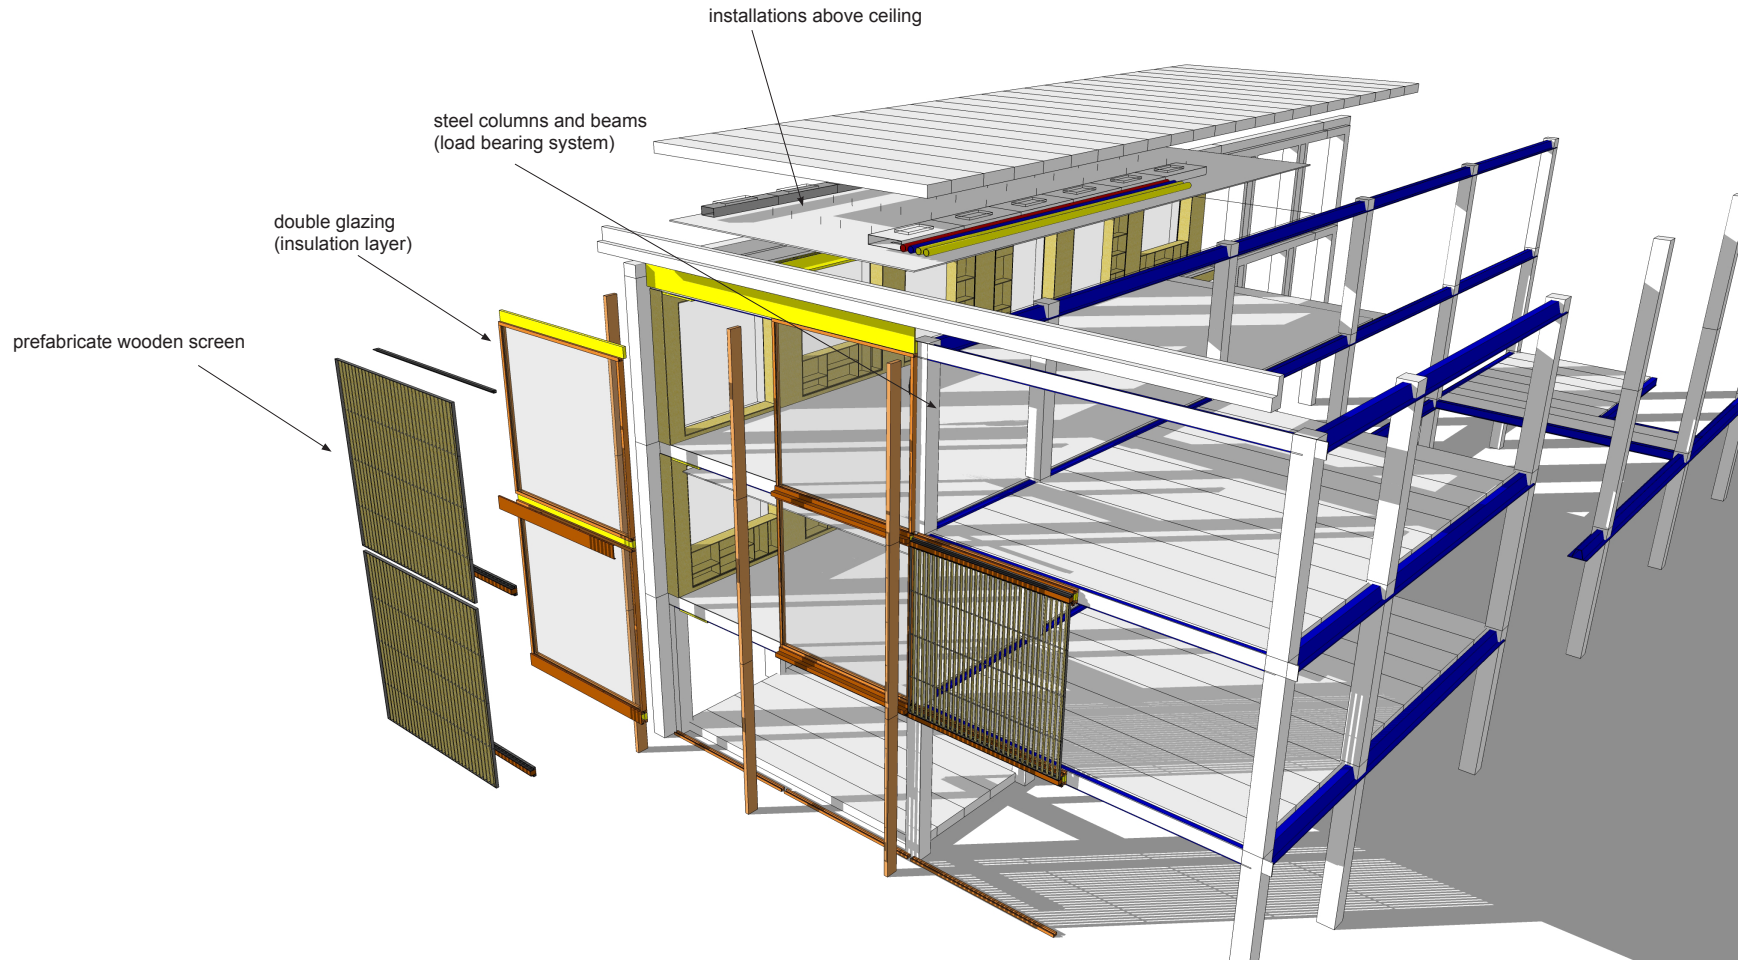 installations above ceiling
steel columns and beams
(load bearing system)
double glazing
(insulation layer)
prefabricate wooden screen